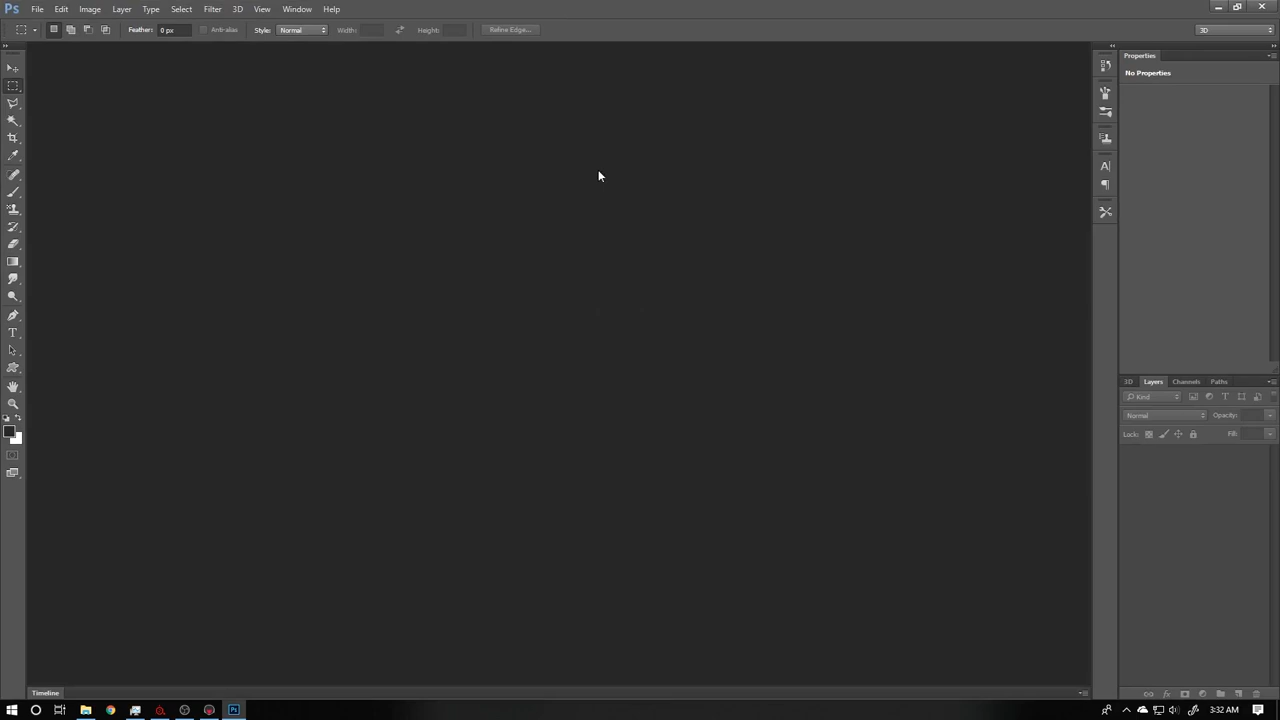 Ps File Edit Image Layer Type Select Filter 3D View Window Help
Feather: 0 px Anti-alias Style: Normal Width: Height: Refine Edge... 3D
Properties
No Properties
A
T
3D Layers Channels Paths
Kind T
Normal Opacity:
Lock: Fill:
fx
Timeline
Ps 3:32 AM